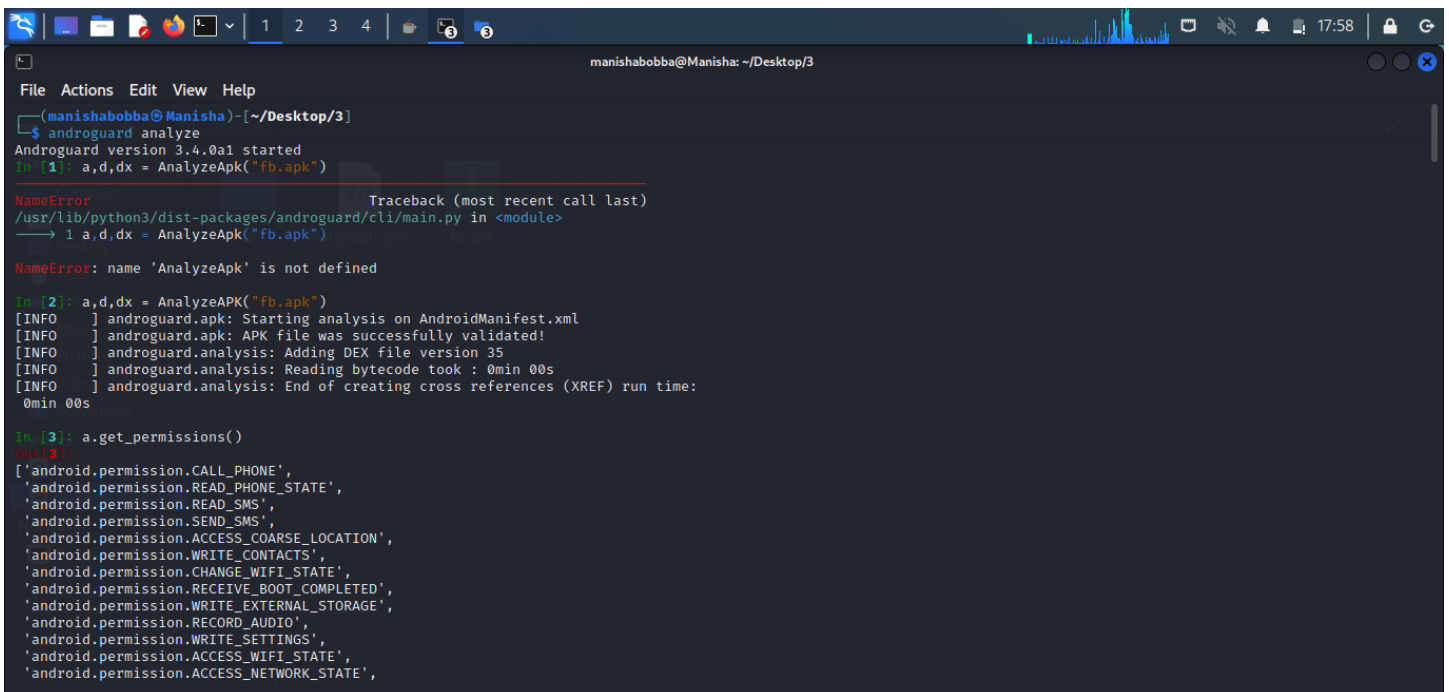 1 2 3 4 3 3 17:58
manishabobba@Manisha: ~/Desktop/3
File Actions Edit View Help
(manishabobba㉿Manisha)-[~/Desktop/3]
$ androguard analyze
Androguard version 3.4.0a1 started
In [1]: a,d,dx = AnalyzeApk("fb.apk")
NameError Traceback (most recent call last)
/usr/lib/python3/dist-packages/androguard/cli/main.py in <module>
⟶ 1 a,d,dx = AnalyzeApk("fb.apk")
NameError: name 'AnalyzeApk' is not defined
In [2]: a,d,dx = AnalyzeAPK("fb.apk")
[INFO    ] androguard.apk: Starting analysis on AndroidManifest.xml
[INFO    ] androguard.apk: APK file was successfully validated!
[INFO    ] androguard.analysis: Adding DEX file version 35
[INFO    ] androguard.analysis: Reading bytecode took : 0min 00s
[INFO    ] androguard.analysis: End of creating cross references (XREF) run time:
0min 00s
In [3]: a.get_permissions()
Out[3]:
['android.permission.CALL_PHONE',
'android.permission.READ_PHONE_STATE',
'android.permission.READ_SMS',
'android.permission.SEND_SMS',
'android.permission.ACCESS_COARSE_LOCATION',
'android.permission.WRITE_CONTACTS',
'android.permission.CHANGE_WIFI_STATE',
'android.permission.RECEIVE_BOOT_COMPLETED',
'android.permission.WRITE_EXTERNAL_STORAGE',
'android.permission.RECORD_AUDIO',
'android.permission.WRITE_SETTINGS',
'android.permission.ACCESS_WIFI_STATE',
'android.permission.ACCESS_NETWORK_STATE',